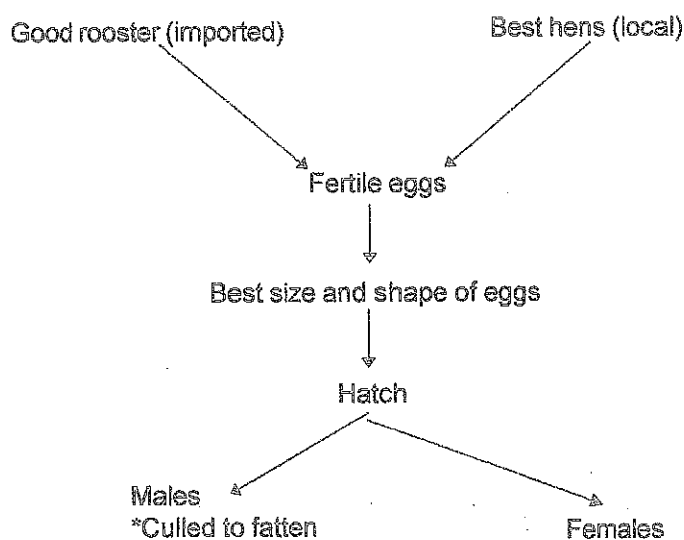 Good rooster (imported)
Best hens (local)
Fertile eggs
Best size and shape of eggs
Hatch
Males
*Culled to fatten
Females